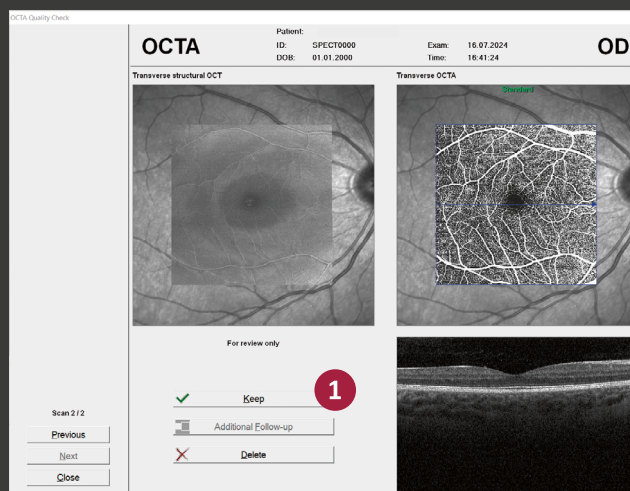 OCTA Quality Check
OCTA
Patient:
ID: SPECT0000
DOB: 01.01.2000
Exam: 16.07.2024
Time: 16:41:24
OD
Transverse structural OCT
Transverse OCTA
Standard
For review only
Keep
1
Additional Follow-up
Delete
Scan 2 / 2
Previous
Next
Close